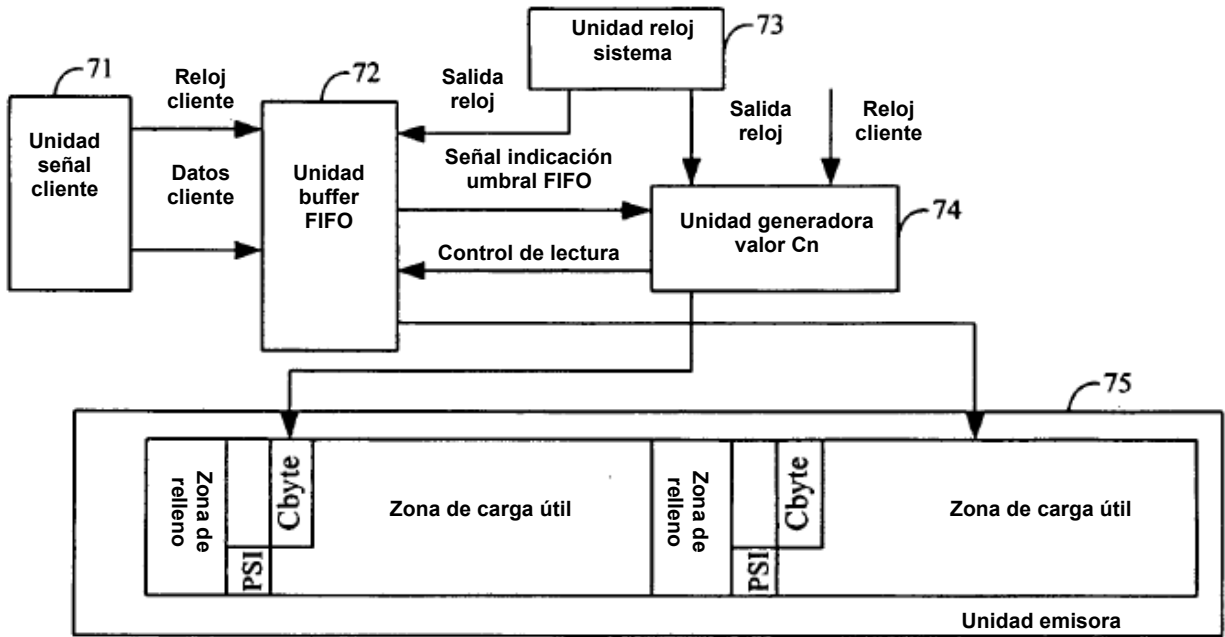 Unidad reloj
sistema
73
71
Reloj
cliente
72
Salida
reloj
Salida
reloj
Reloj
cliente
Unidad
señal
cliente
Datos
cliente
Unidad
buffer
FIFO
Señal indicación
umbral FIFO
Unidad generadora
valor Cn
74
Control de lectura
75
Zona de
relleno
PSI
Cbyte
Zona de carga útil
Zona de
relleno
PSI
Cbyte
Zona de carga útil
Unidad emisora